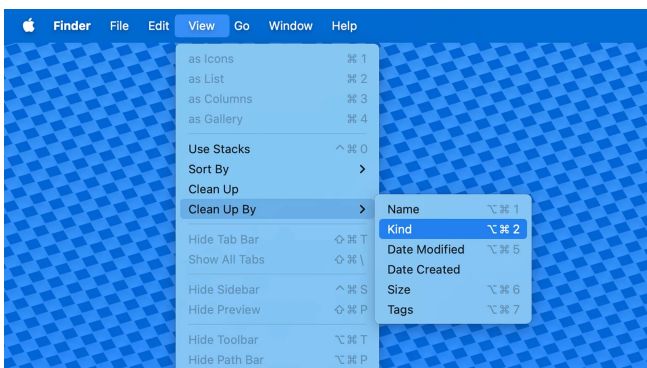 Finder File Edit View Go Window Help
as Icons ⌘ 1
as List ⌘ 2
as Columns ⌘ 3
as Gallery ⌘ 4
Use Stacks ^ ⌘ 0
Sort By >
Clean Up
Clean Up By >
Name ⌥ ⌘ 1
Kind ⌥ ⌘ 2
Date Modified ⌥ ⌘ 5
Date Created
Size ⌥ ⌘ 6
Tags ⌥ ⌘ 7
Hide Tab Bar ⇧ ⌘ T
Show All Tabs ⇧ ⌘ \
Hide Sidebar ^ ⌘ S
Hide Preview ⇧ ⌘ P
Hide Toolbar ⌥ ⌘ T
Hide Path Bar ⌥ ⌘ P